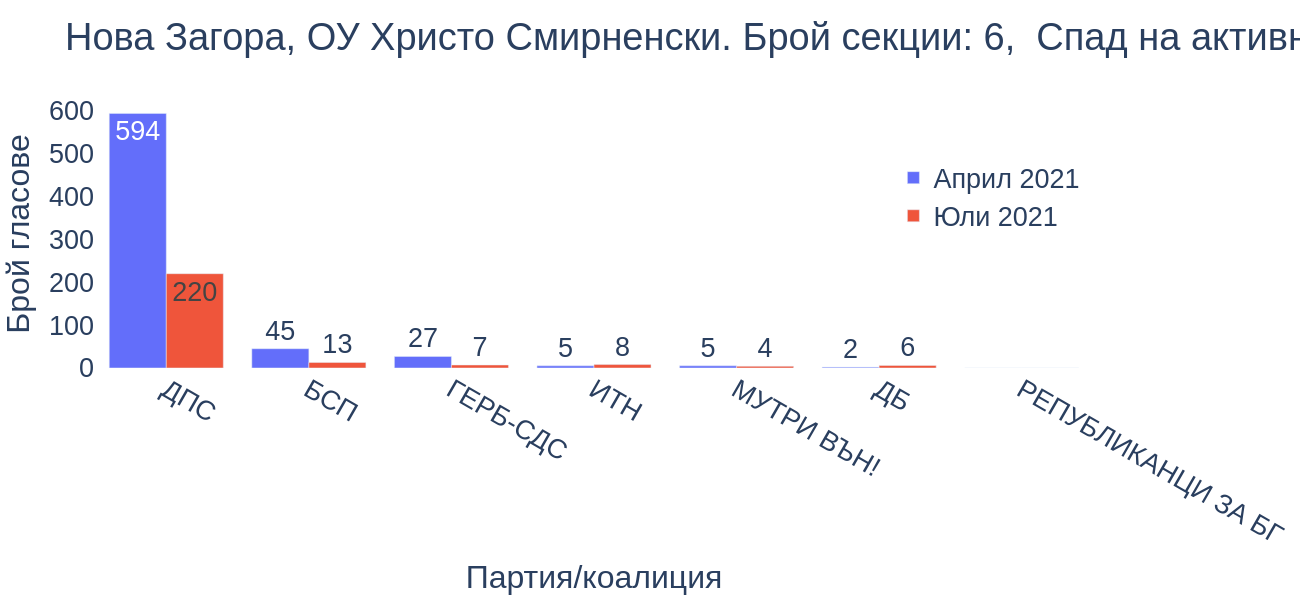 Нова Загора, ОУ Христо Смирненски. Брой секции: 6,  Спад на активн
Брой гласове
600
500
400
300
200
100
0
594
220
45
13
27
7
5
8
5
4
2
6
Април 2021
Юли 2021
ДПС
БСП
ГЕРБ-СДС
ИТН
МУТРИ ВЪН!
ДБ
РЕПУБЛИКАНЦИ ЗА БГ
Партия/коалиция